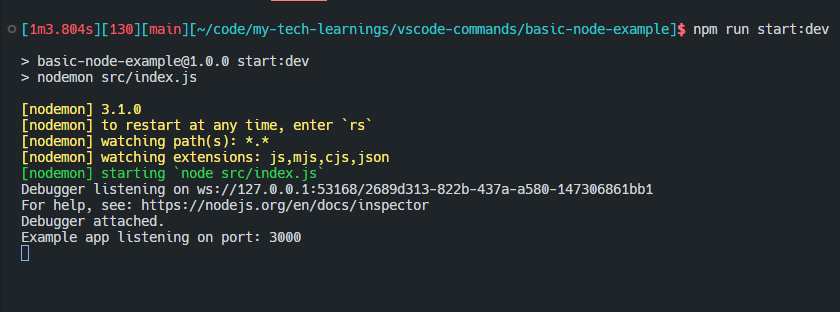 [1m3.804s][130][main][~/code/my-tech-learnings/vscode-commands/basic-node-example]$ npm run start:dev
> basic-node-example@1.0.0 start:dev
> nodemon src/index.js
[nodemon] 3.1.0
[nodemon] to restart at any time, enter `rs`
[nodemon] watching path(s): *.*
[nodemon] watching extensions: js,mjs,cjs,json
[nodemon] starting `node src/index.js`
Debugger listening on ws://127.0.0.1:53168/2689d313-822b-437a-a580-147306861bb1
For help, see: https://nodejs.org/en/docs/inspector
Debugger attached.
Example app listening on port: 3000